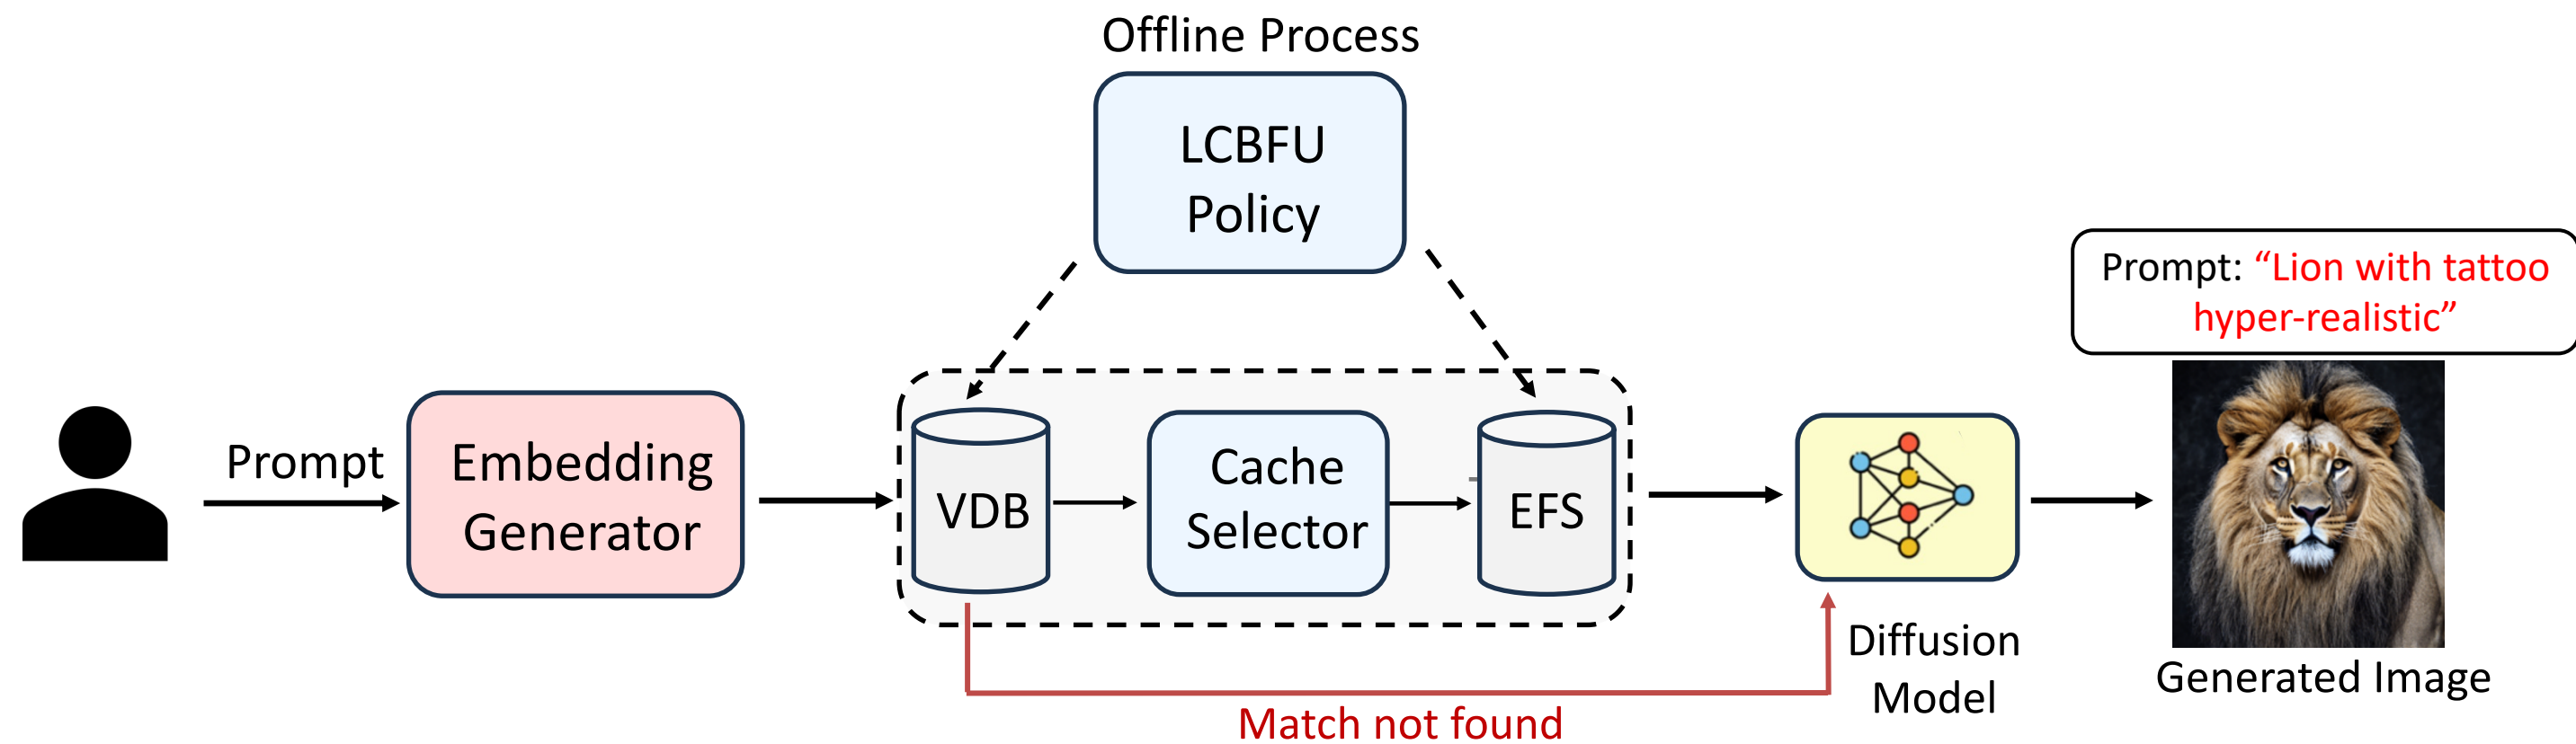 Offline Process
LCBFU
Policy
Prompt: “Lion with tattoo
hyper-realistic”
Prompt
Embedding
Generator
VDB
Cache
Selector
EFS
Diffusion
Model
Generated Image
Match not found